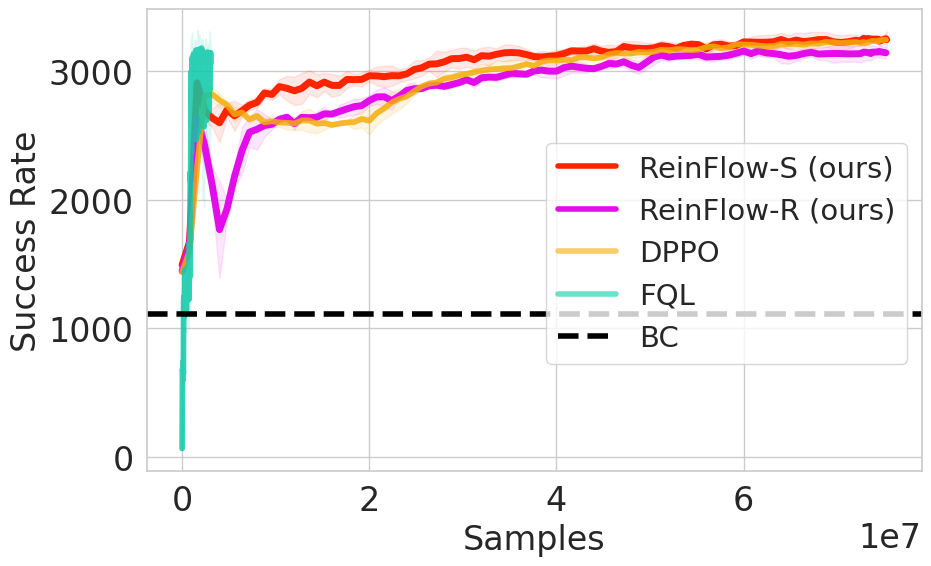 3000
2000
1000
0
Success Rate
ReinFlow-S (ours)
ReinFlow-R (ours)
DPPO
FQL
BC
0 2 4 6
1e7
Samples